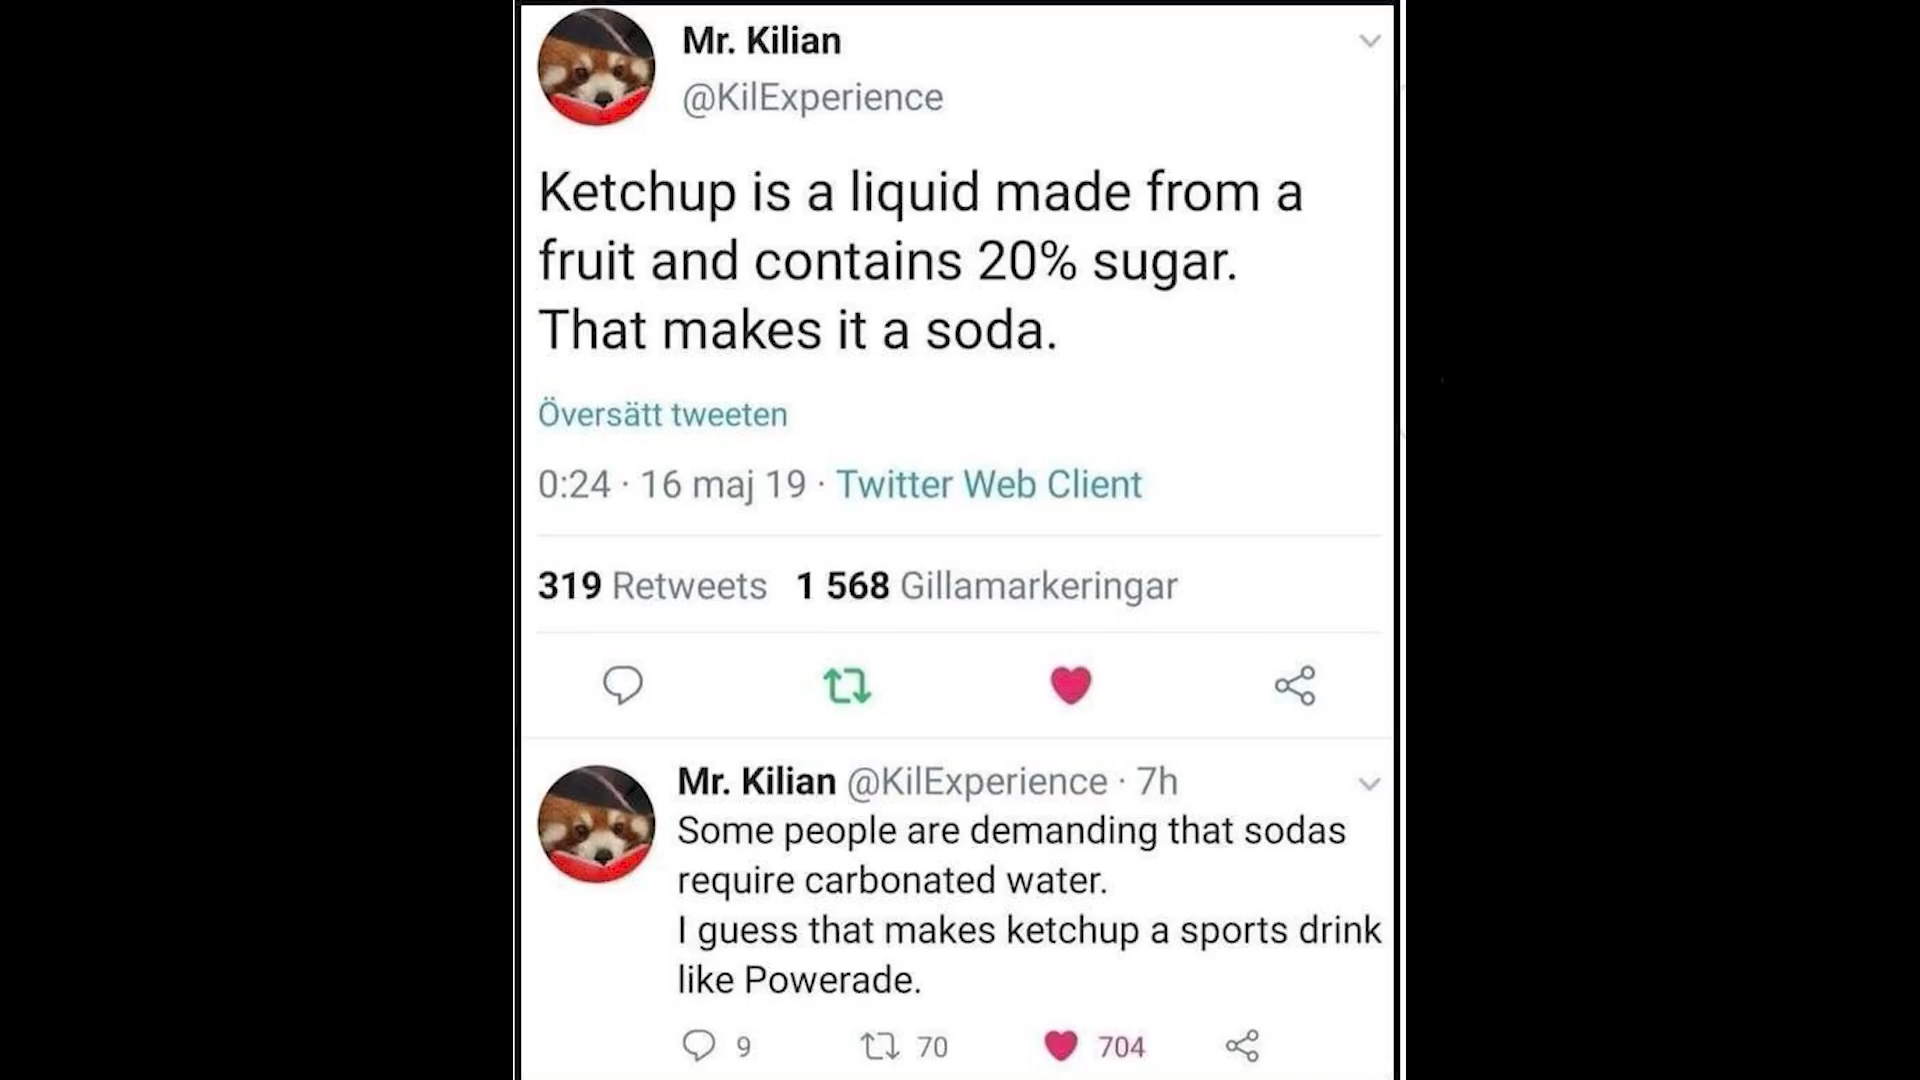 Mr. Kilian
@KilExperience
Ketchup is a liquid made from a
fruit and contains 20% sugar.
That makes it a soda.
Översätt tweeten
0:24 · 16 maj 19 · Twitter Web Client
319 Retweets 1 568 Gillamarkeringar
Mr. Kilian @KilExperience · 7h
Some people are demanding that sodas
require carbonated water.
I guess that makes ketchup a sports drink
like Powerade.
9 70 704